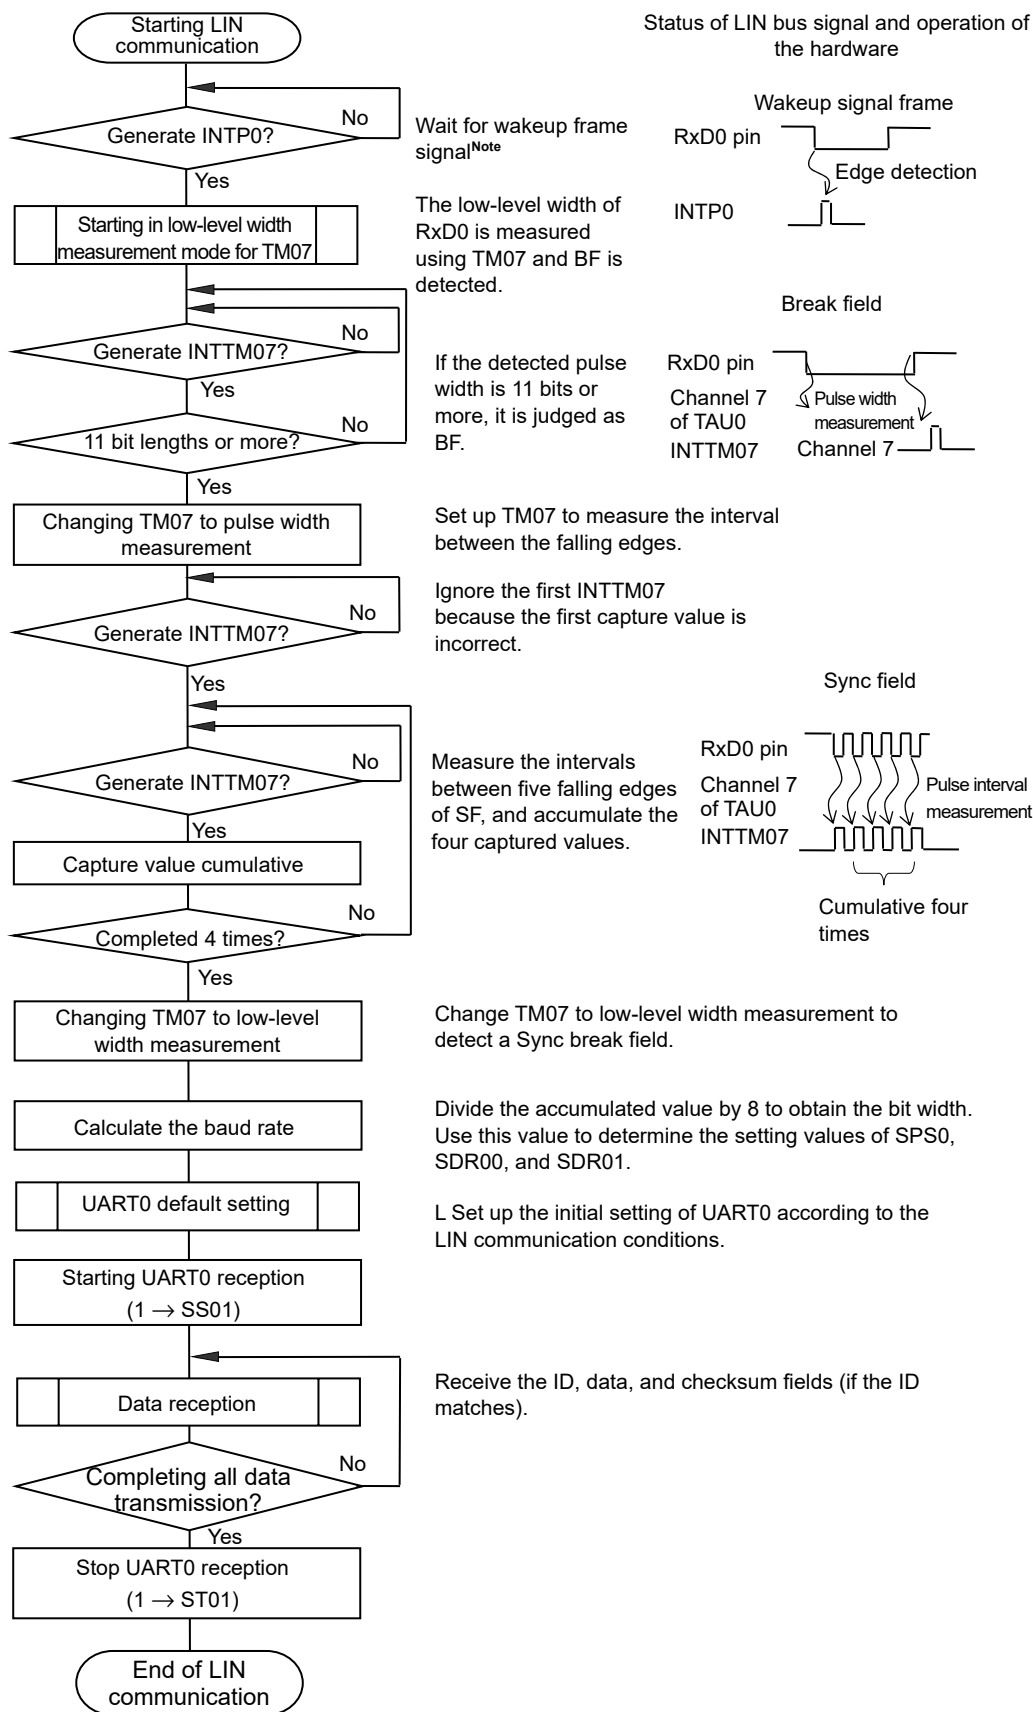 Starting LIN
communication
Status of LIN bus signal and operation of
the hardware
No
Generate INTP0?
Yes
Wait for wakeup frame
signalNote
Wakeup signal frame
RxD0 pin
Edge detection
INTP0
Starting in low-level width
measurement mode for TM07
The low-level width of
RxD0 is measured
using TM07 and BF is
detected.
No
Generate INTTM07?
Yes
No
11 bit lengths or more?
Yes
If the detected pulse
width is 11 bits or
more, it is judged as
BF.
Break field
RxD0 pin
Channel 7
of TAU0
INTTM07
Pulse width
measurement
Channel 7
Changing TM07 to pulse width
measurement
Set up TM07 to measure the interval
between the falling edges.
No
Generate INTTM07?
Yes
Ignore the first INTTM07
because the first capture value is
incorrect.
Sync field
No
Generate INTTM07?
Yes
Capture value cumulative
No
Completed 4 times?
Yes
Measure the intervals
between five falling edges
of SF, and accumulate the
four captured values.
RxD0 pin
Channel 7
of TAU0
INTTM07
Pulse interval
measurement
Cumulative four
times
Changing TM07 to low-level
width measurement
Change TM07 to low-level width measurement to
detect a Sync break field.
Calculate the baud rate
Divide the accumulated value by 8 to obtain the bit width.
Use this value to determine the setting values of SPS0,
SDR00, and SDR01.
UART0 default setting
L Set up the initial setting of UART0 according to the
LIN communication conditions.
Starting UART0 reception
(1 → SS01)
Data reception
Receive the ID, data, and checksum fields (if the ID
matches).
No
Completing all data
transmission?
Yes
Stop UART0 reception
(1 → ST01)
End of LIN
communication